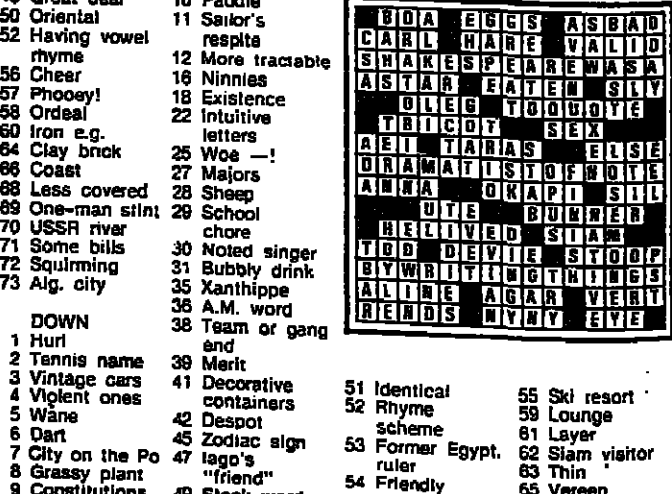 50 Oriental
52 Having vowel
rhyme
56 Cheer
57 Phooey!
58 Ordeal
60 Iron e.g.
64 Clay brick
66 Coast
68 Less covered
69 One-man stint
70 USSR river
71 Some bills
72 Squirming
73 Alg. city
DOWN
1 Hurl
2 Tennis name
3 Vintage cars
4 Violent ones
5 Wane
6 Dart
7 City on the Po
8 Grassy plant
9 Constitutions
10 Paddle
11 Sailor's
respite
12 More tractable
16 Ninnies
18 Existence
22 Intuitive
letters
25 Woe —!
27 Majors
28 Sheep
29 School
chore
30 Noted singer
31 Bubbly drink
35 Xanthippe
36 A.M. word
38 Team or gang
end
39 Merit
41 Decorative
containers
42 Despot
45 Zodiac sign
47 Iago's
"friend"
BOA EGGS ASBAD
CARL HARE VALID
SHAKESPEAREWASA
ASTAR EATEN SLY
OLEG TOQUOTE
TRICOT SEX
AEI TARAS ELSE
DRAMATISTOFNOTE
ANNA OKAPI SIL
UTE BUNNER
HELIVED SIAM
TOD DEVIE STOOP
BYWRITINGTHINGS
ALINE AGAR VERT
RENDS NYNY EYE
51 Identical
52 Rhyme
scheme
53 Former Egypt.
ruler
54 Friendly
55 Ski resort
59 Lounge
61 Layer
62 Siam visitor
63 Thin
65 Vereen